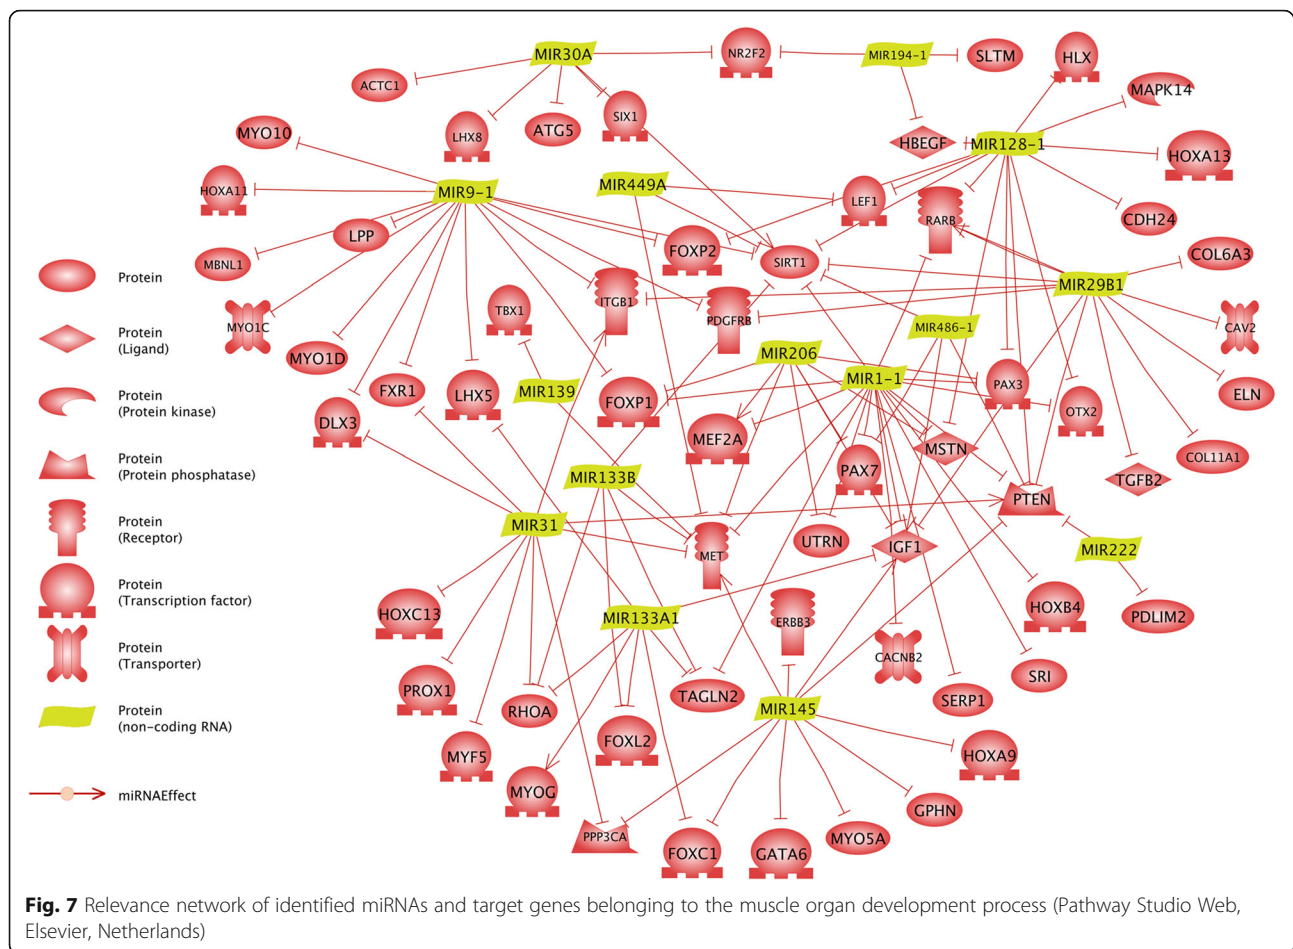 MIR30A
NR2F2
MIR194-1
SLTM
HLX
ACTC1
MAPK14
LHX8
ATG5
SIX1
MYO10
HBEGF
MIR128-1
HOXA13
HOXA11
MIR9-1
MIR449A
LEF1
RARB
CDH24
LPP
MBNL1
FOXP2
SIRT1
COL6A3
Protein
MIR29B1
ITGB1
MYO1C
TBX1
PDGFRB
MIR486-1
CAV2
Protein
(Ligand)
MYO1D
MIR206
FXR1
LHX5
MIR139
FOXP1
MIR1-1
PAX3
ELN
Protein
(Protein kinase)
DLX3
MEF2A
OTX2
MSTN
COL11A1
Protein
(Protein phosphatase)
MIR133B
PAX7
TGFB2
PTEN
Protein
(Receptor)
MIR31
MET
UTRN
IGF1
MIR222
Protein
(Transcription factor)
HOXC13
MIR133A1
ERBB3
HOXB4
PDLIM2
Protein
(Transporter)
CACNB2
SRI
PROX1
RHOA
TAGLN2
MIR145
SERP1
Protein
(non-coding RNA)
MYF5
FOXL2
HOXA9
miRNAEffect
MYOG
GPHN
PPP3CA
FOXC1
GATA6
MYO5A
Fig. 7 Relevance network of identified miRNAs and target genes belonging to the muscle organ development process (Pathway Studio Web,
Elsevier, Netherlands)